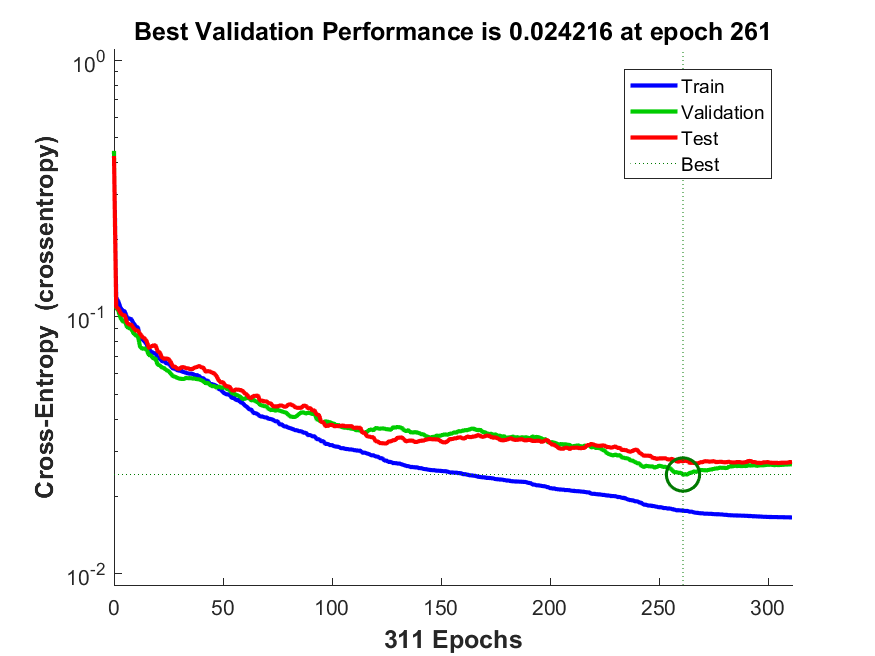 Best Validation Performance is 0.024216 at epoch 261
Cross-Entropy (crossentropy)
10^0
10^-1
10^-2
Train
Validation
Test
Best
0 50 100 150 200 250 300
311 Epochs